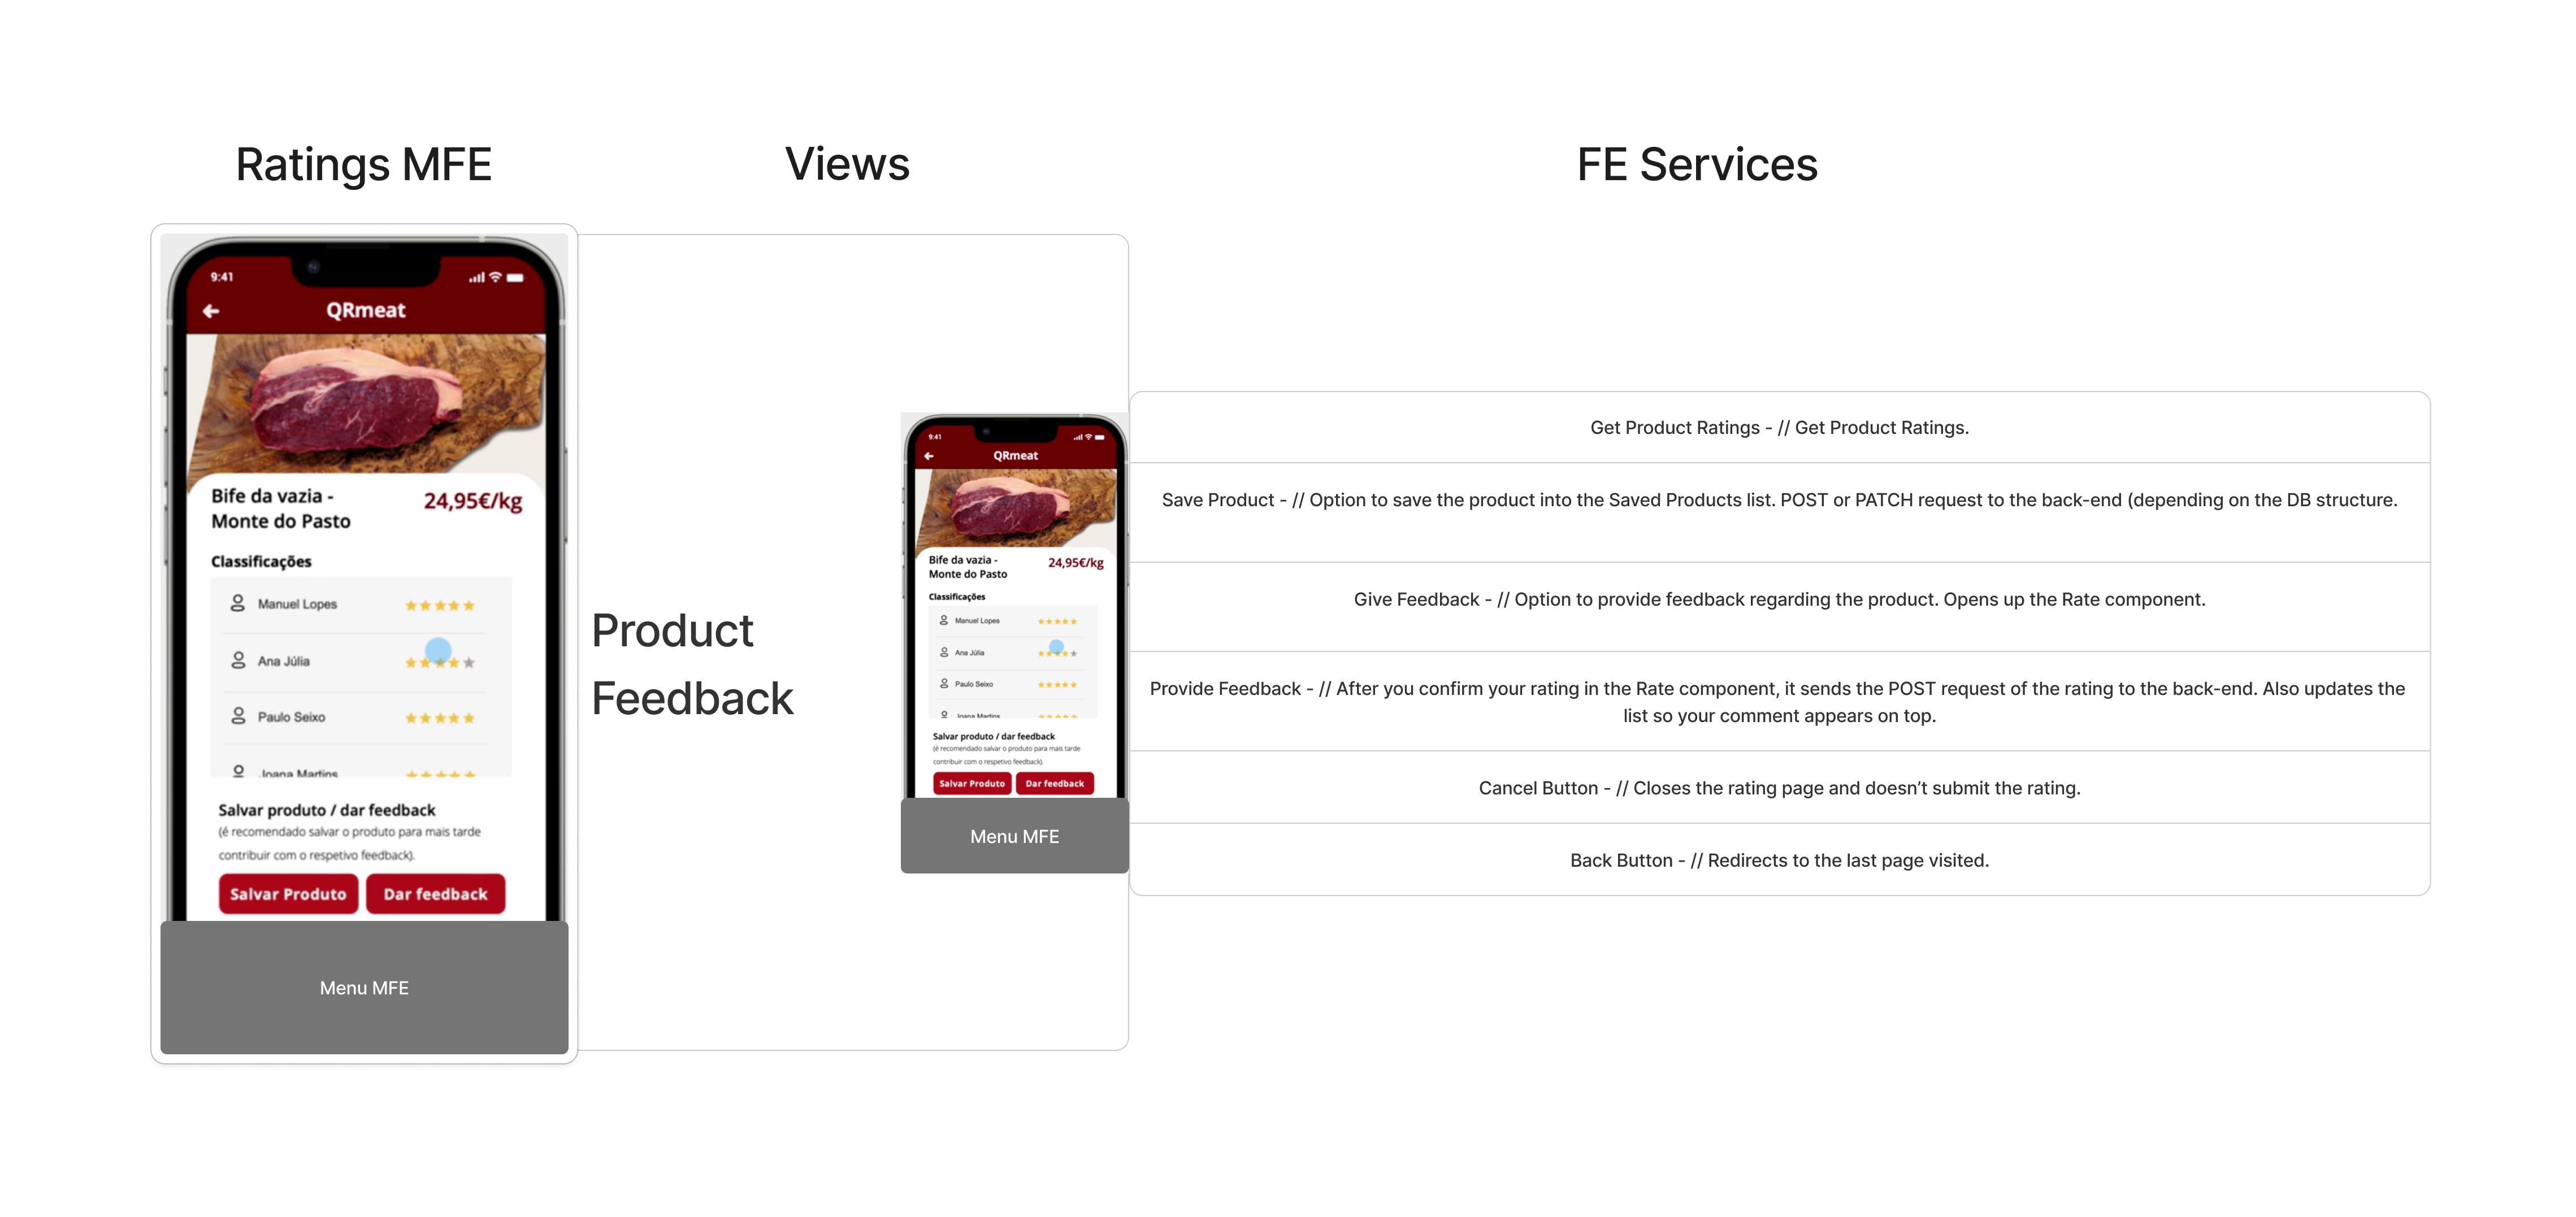 Ratings MFE
Views
FE Services
9:41
QRmeat
Bife da vazia -
24,95€/kg
Monte do Pasto
Classificações
Manuel Lopes
Ana Júlia
Paulo Seixo
Joana Martins
Salvar produto / dar feedback
(é recomendado salvar o produto para mais tarde
contribuir com o respetivo feedback).
Salvar Produto
Dar feedback
Menu MFE
Product
Feedback
9:41
QRmeat
Bife da vazia -
24,95€/kg
Monte do Pasto
Classificações
Manuel Lopes
Ana Júlia
Paulo Seixo
Joana Martins
Salvar produto / dar feedback
(é recomendado salvar o produto para mais tarde
contribuir com o respetivo feedback).
Salvar Produto
Dar feedback
Menu MFE
Get Product Ratings - // Get Product Ratings.
Save Product - // Option to save the product into the Saved Products list. POST or PATCH request to the back-end (depending on the DB structure.
Give Feedback - // Option to provide feedback regarding the product. Opens up the Rate component.
Provide Feedback - // After you confirm your rating in the Rate component, it sends the POST request of the rating to the back-end. Also updates the
list so your comment appears on top.
Cancel Button - // Closes the rating page and doesn’t submit the rating.
Back Button - // Redirects to the last page visited.